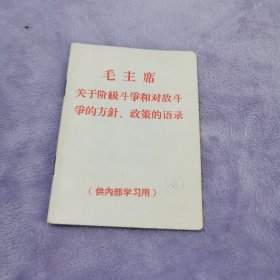 毛主席
关于阶級斗爭和对敌斗
爭的方針、政策的语录
（供內部学习用）